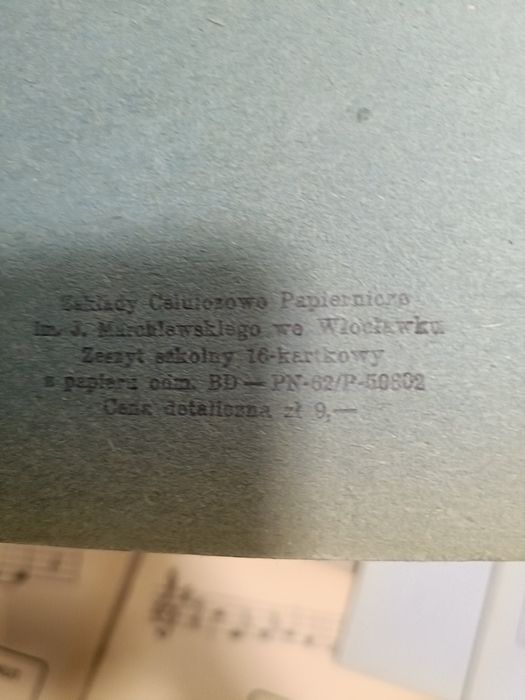 Zakłady Celulozowo Papiernicze
im. J. Marchlewskiego we Włocławku
Zeszyt szkolny 16-kartkowy
z papieru odm. BD — PN-62/P-50802
Cena detaliczna zł 9,—